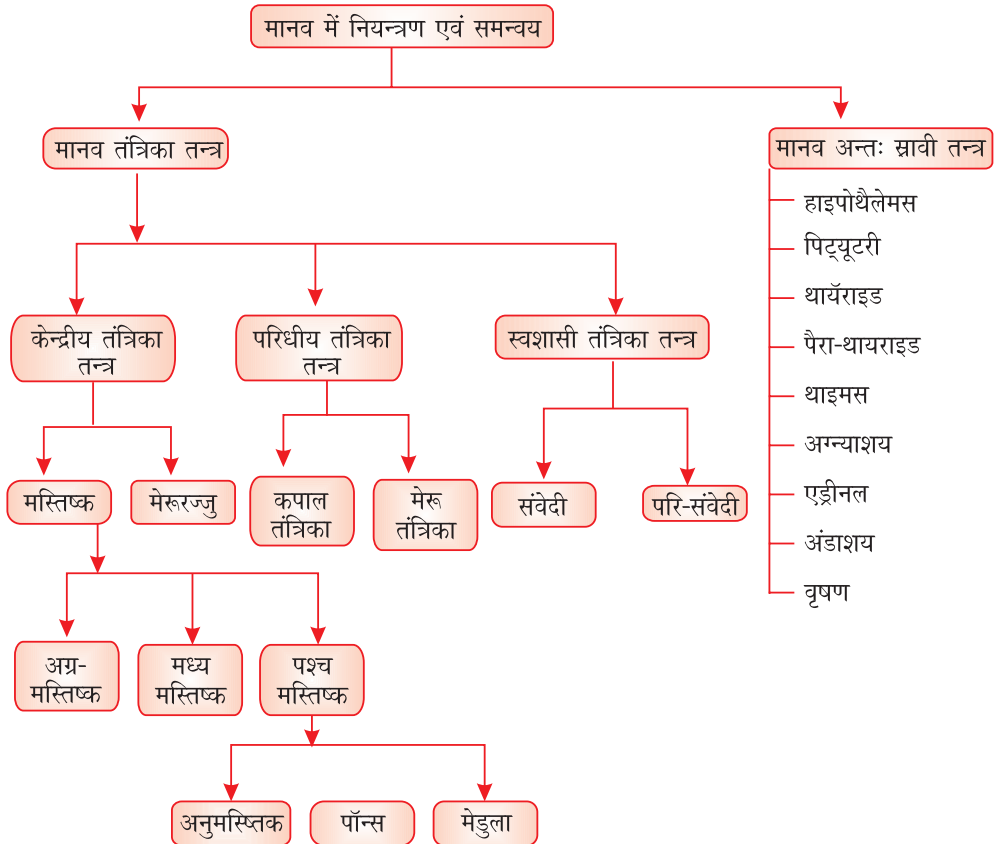 मानव में नियन्त्रण एवं समन्वय
मानव तंत्रिका तन्त्र
मानव अन्तः स्रावी तन्त्र
हाइपोथैलेमस
पिट्यूटरी
थायॅराइड
पैरा-थायराइड
थाइमस
अग्न्याशय
एड्रीनल
अंडाशय
वृषण
केन्द्रीय तंत्रिका
तन्त्र
परिधीय तंत्रिका
तन्त्र
स्वशासी तंत्रिका तन्त्र
मस्तिष्क
मेरूरज्जु
कपाल
तंत्रिका
मेरू
तंत्रिका
संवेदी
परि-संवेदी
अग्र-
मस्तिष्क
मध्य
मस्तिष्क
पश्च
मस्तिष्क
अनुमस्ष्तिक
पॉन्स
मेडुला